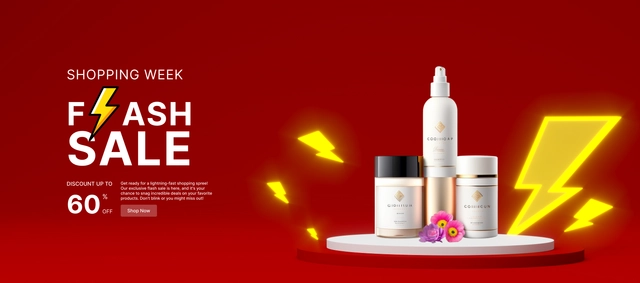 SHOPPING WEEK
FLASH
SALE
DISCOUNT UP TO
60% OFF
Get ready for a lightning-fast shopping spree!
Our exclusive flash sale is here, and it's your
chance to snag incredible deals on your favorite
products. Don't blink or you might miss out!
Shop Now